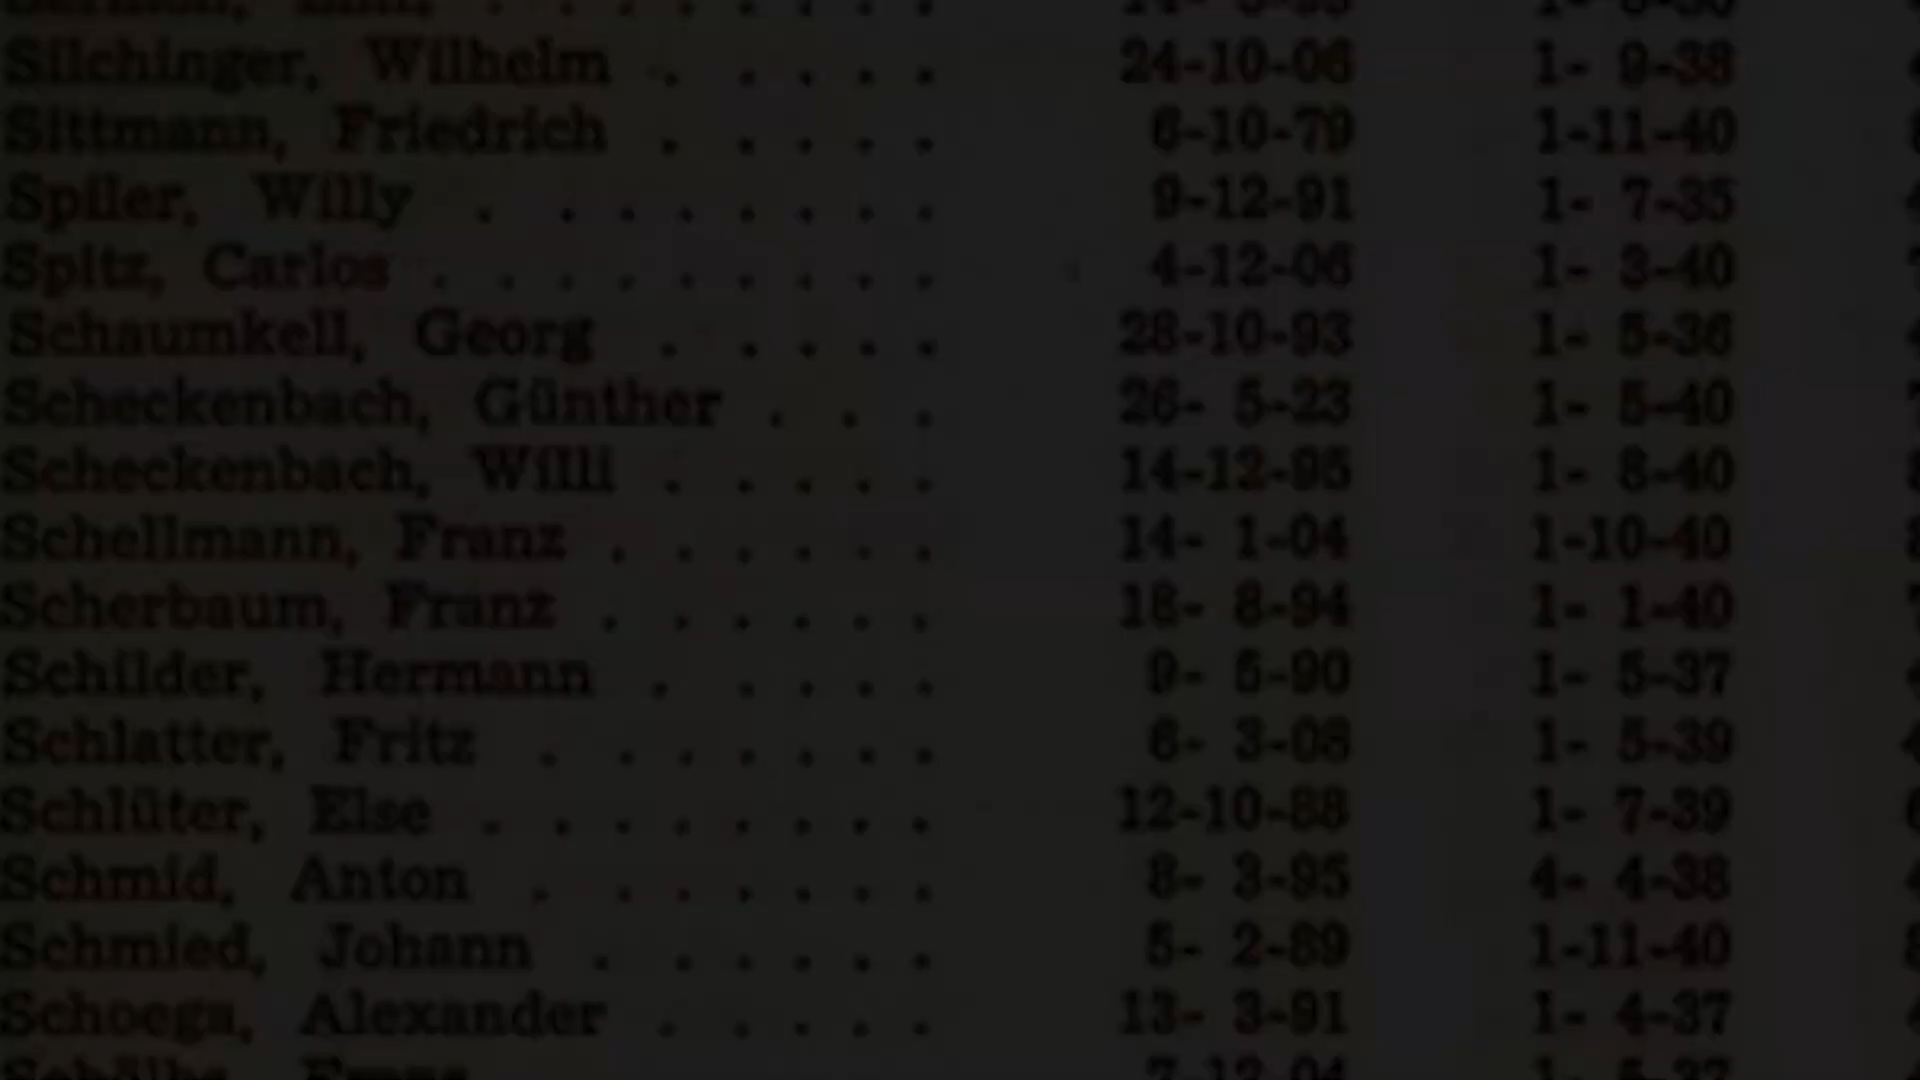 Silchinger, Wilhelm . . . . . 24-10-06 1- 9-38
Sittmann, Friedrich . . . . . 6-10-79 1-11-40
Spiler, Willy . . . . . . . . 9-12-91 1- 7-35
Spitz, Carlos . . . . . . . . . 4-12-06 1- 3-40
Schaumkell, Georg . . . . . 28-10-93 1- 5-36
Scheckenbach, Günther . . . 26- 5-23 1- 5-40
Scheckenbach, Willi . . . . . 14-12-95 1- 8-40
Schellmann, Franz . . . . . . 14- 1-04 1-10-40
Scherbaum, Franz . . . . . . 18- 8-94 1- 1-40
Schilder, Hermann . . . . . 9- 5-90 1- 5-37
Schlatter, Fritz . . . . . . . 6- 3-08 1- 5-39
Schlüter, Else . . . . . . . . 12-10-88 1- 7-39
Schmid, Anton . . . . . . . 8- 3-95 4- 4-38
Schmied, Johann . . . . . . 5- 2-89 1-11-40
Schoega, Alexander . . . . . 13- 3-91 1- 4-37